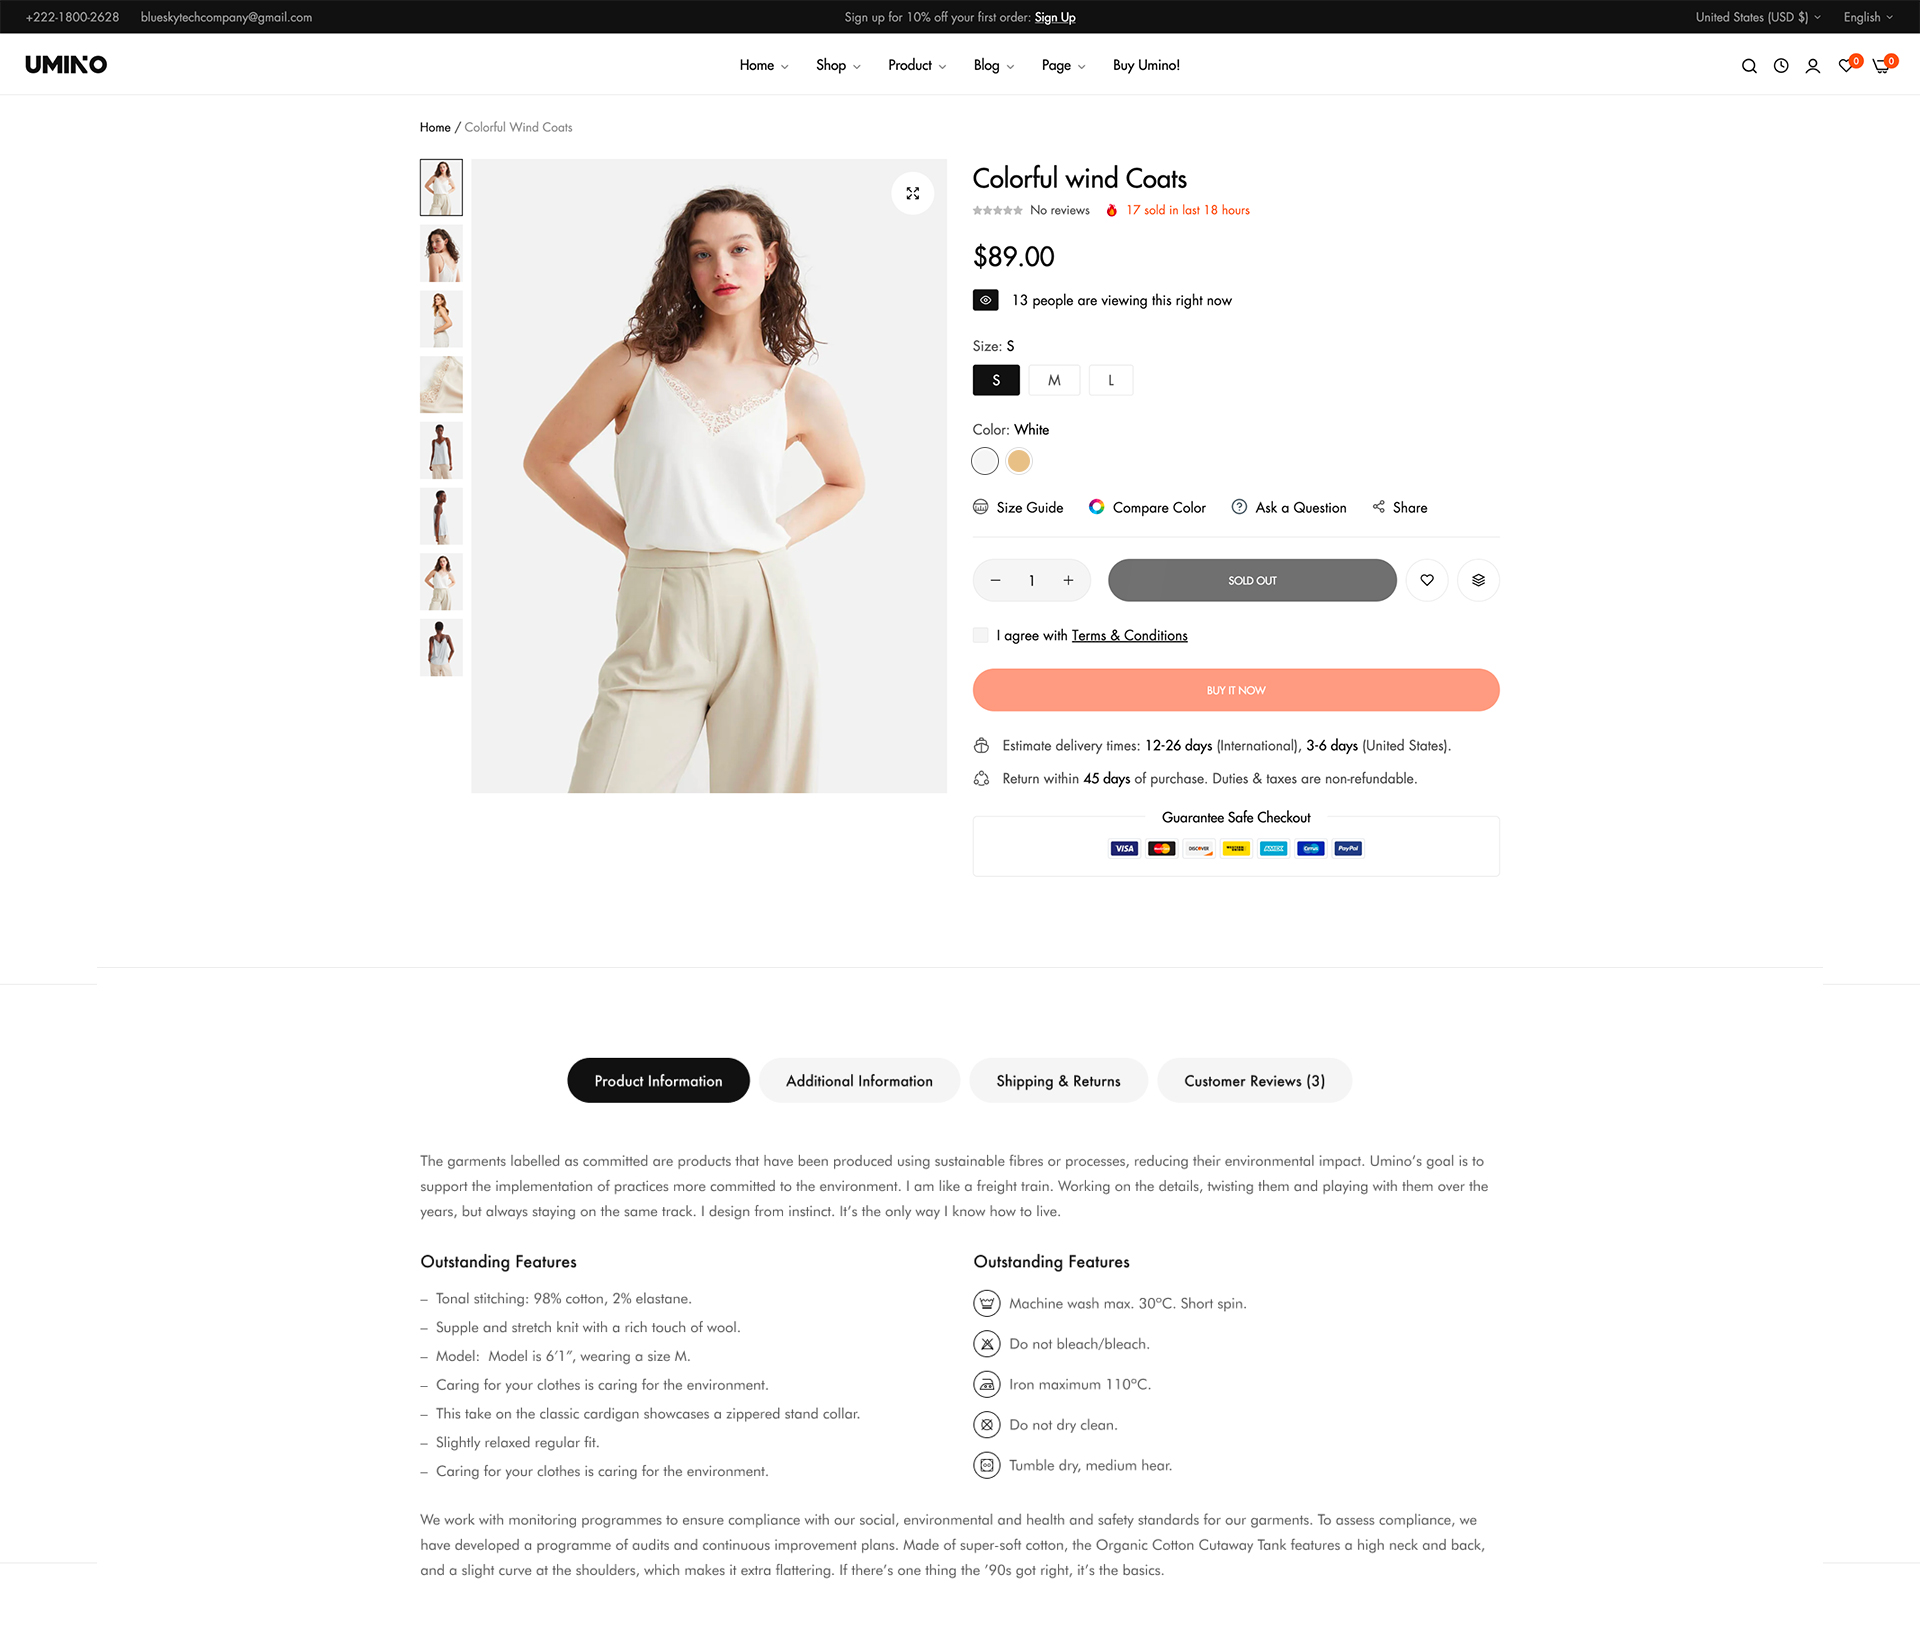 +222-1800-2628 blueskytechcompany@gmail.com Sign up for 10% off your first order: Sign Up United States (USD $) English
UMINO Home Shop Product Blog Page Buy Umino! 0 0
Home / Colorful Wind Coats
Colorful wind Coats
No reviews 17 sold in last 18 hours
$89.00
13 people are viewing this right now
Size: S
S M L
Color: White
Size Guide Compare Color Ask a Question Share
− 1 + SOLD OUT
I agree with Terms & Conditions
BUY IT NOW
Estimate delivery times: 12-26 days (International), 3-6 days (United States).
Return within 45 days of purchase. Duties & taxes are non-refundable.
Guarantee Safe Checkout
VISA DISCOVER PayPal
Product Information Additional Information Shipping & Returns Customer Reviews (3)
The garments labelled as committed are products that have been produced using sustainable fibres or processes, reducing their environmental impact. Umino’s goal is to
support the implementation of practices more committed to the environment. I am like a freight train. Working on the details, twisting them and playing with them over the
years, but always staying on the same track. I design from instinct. It’s the only way I know how to live.
Outstanding Features
– Tonal stitching: 98% cotton, 2% elastane.
– Supple and stretch knit with a rich touch of wool.
– Model: Model is 6′1″, wearing a size M.
– Caring for your clothes is caring for the environment.
– This take on the classic cardigan showcases a zippered stand collar.
– Slightly relaxed regular fit.
– Caring for your clothes is caring for the environment.
Outstanding Features
Machine wash max. 30ºC. Short spin.
Do not bleach/bleach.
Iron maximum 110ºC.
Do not dry clean.
Tumble dry, medium hear.
We work with monitoring programmes to ensure compliance with our social, environmental and health and safety standards for our garments. To assess compliance, we
have developed a programme of audits and continuous improvement plans. Made of super-soft cotton, the Organic Cotton Cutaway Tank features a high neck and back,
and a slight curve at the shoulders, which makes it extra flattering. If there’s one thing the ’90s got right, it’s the basics.